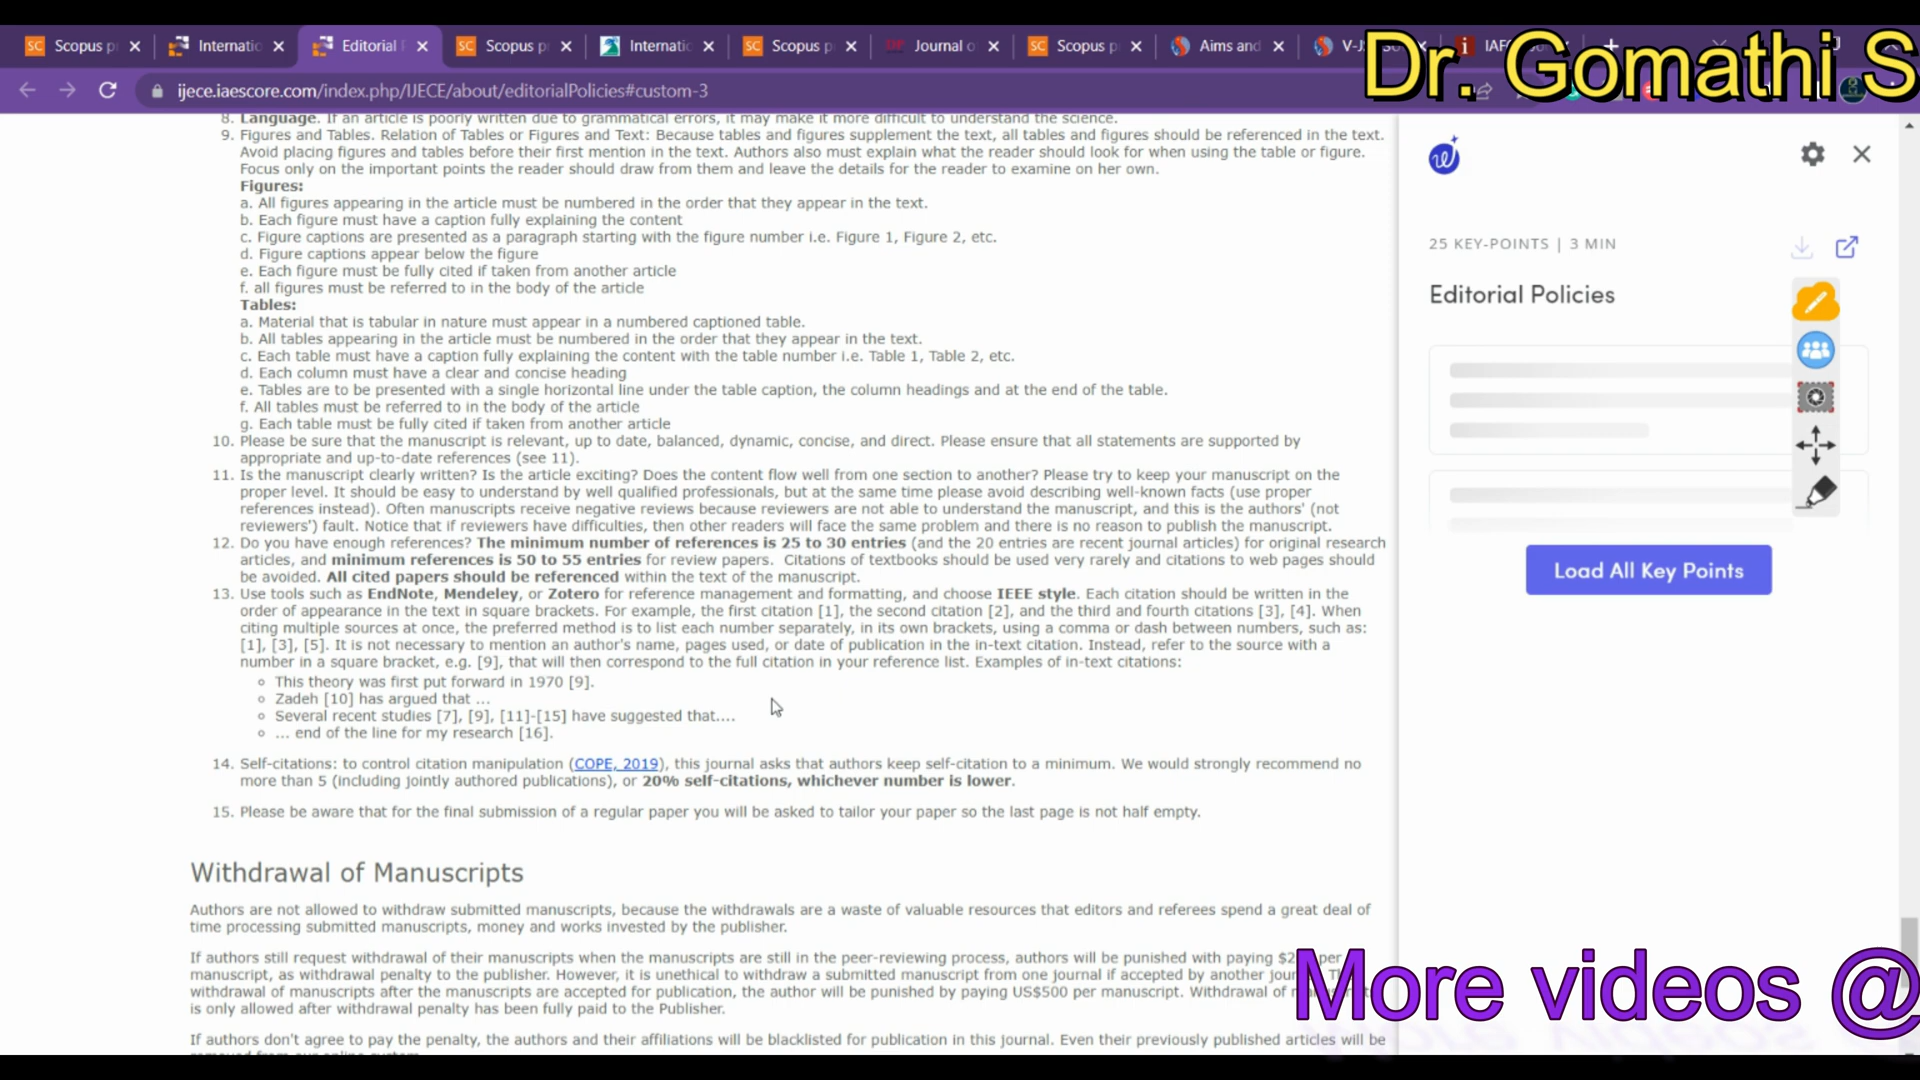 Scopus p
Internatio
Editorial P
Scopus p
Internatio
Scopus p
Journal o
Scopus p
Aims and
V-J
IAE
Dr. Gomathi S
ijece.iaescore.com/index.php/IJECE/about/editorialPolicies#custom-3
8. Language. If an article is poorly written due to grammatical errors, it may make it more difficult to understand the science.
9. Figures and Tables. Relation of Tables or Figures and Text: Because tables and figures supplement the text, all tables and figures should be referenced in the text.
Avoid placing figures and tables before their first mention in the text. Authors also must explain what the reader should look for when using the table or figure.
Focus only on the important points the reader should draw from them and leave the details for the reader to examine on her own.
Figures:
a. All figures appearing in the article must be numbered in the order that they appear in the text.
b. Each figure must have a caption fully explaining the content
c. Figure captions are presented as a paragraph starting with the figure number i.e. Figure 1, Figure 2, etc.
d. Figure captions appear below the figure
e. Each figure must be fully cited if taken from another article
f. all figures must be referred to in the body of the article
Tables:
a. Material that is tabular in nature must appear in a numbered captioned table.
b. All tables appearing in the article must be numbered in the order that they appear in the text.
c. Each table must have a caption fully explaining the content with the table number i.e. Table 1, Table 2, etc.
d. Each column must have a clear and concise heading
e. Tables are to be presented with a single horizontal line under the table caption, the column headings and at the end of the table.
f. All tables must be referred to in the body of the article
g. Each table must be fully cited if taken from another article
10. Please be sure that the manuscript is relevant, up to date, balanced, dynamic, concise, and direct. Please ensure that all statements are supported by
appropriate and up-to-date references (see 11).
11. Is the manuscript clearly written? Is the article exciting? Does the content flow well from one section to another? Please try to keep your manuscript on the
proper level. It should be easy to understand by well qualified professionals, but at the same time please avoid describing well-known facts (use proper
references instead). Often manuscripts receive negative reviews because reviewers are not able to understand the manuscript, and this is the authors' (not
reviewers') fault. Notice that if reviewers have difficulties, then other readers will face the same problem and there is no reason to publish the manuscript.
12. Do you have enough references? The minimum number of references is 25 to 30 entries (and the 20 entries are recent journal articles) for original research
articles, and minimum references is 50 to 55 entries for review papers. Citations of textbooks should be used very rarely and citations to web pages should
be avoided. All cited papers should be referenced within the text of the manuscript.
13. Use tools such as EndNote, Mendeley, or Zotero for reference management and formatting, and choose IEEE style. Each citation should be written in the
order of appearance in the text in square brackets. For example, the first citation [1], the second citation [2], and the third and fourth citations [3], [4]. When
citing multiple sources at once, the preferred method is to list each number separately, in its own brackets, using a comma or dash between numbers, such as:
[1], [3], [5]. It is not necessary to mention an author's name, pages used, or date of publication in the in-text citation. Instead, refer to the source with a
number in a square bracket, e.g. [9], that will then correspond to the full citation in your reference list. Examples of in-text citations:
This theory was first put forward in 1970 [9].
Zadeh [10] has argued that ...
Several recent studies [7], [9], [11]-[15] have suggested that....
... end of the line for my research [16].
14. Self-citations: to control citation manipulation (COPE, 2019), this journal asks that authors keep self-citation to a minimum. We would strongly recommend no
more than 5 (including jointly authored publications), or 20% self-citations, whichever number is lower.
15. Please be aware that for the final submission of a regular paper you will be asked to tailor your paper so the last page is not half empty.
Withdrawal of Manuscripts
Authors are not allowed to withdraw submitted manuscripts, because the withdrawals are a waste of valuable resources that editors and referees spend a great deal of
time processing submitted manuscripts, money and works invested by the publisher.
If authors still request withdrawal of their manuscripts when the manuscripts are still in the peer-reviewing process, authors will be punished with paying $2 per
manuscript, as withdrawal penalty to the publisher. However, it is unethical to withdraw a submitted manuscript from one journal if accepted by another jour
withdrawal of manuscripts after the manuscripts are accepted for publication, the author will be punished by paying US$500 per manuscript. Withdrawal of
is only allowed after withdrawal penalty has been fully paid to the Publisher.
If authors don't agree to pay the penalty, the authors and their affiliations will be blacklisted for publication in this journal. Even their previously published articles will be
25 KEY-POINTS | 3 MIN
Editorial Policies
Load All Key Points
More videos @